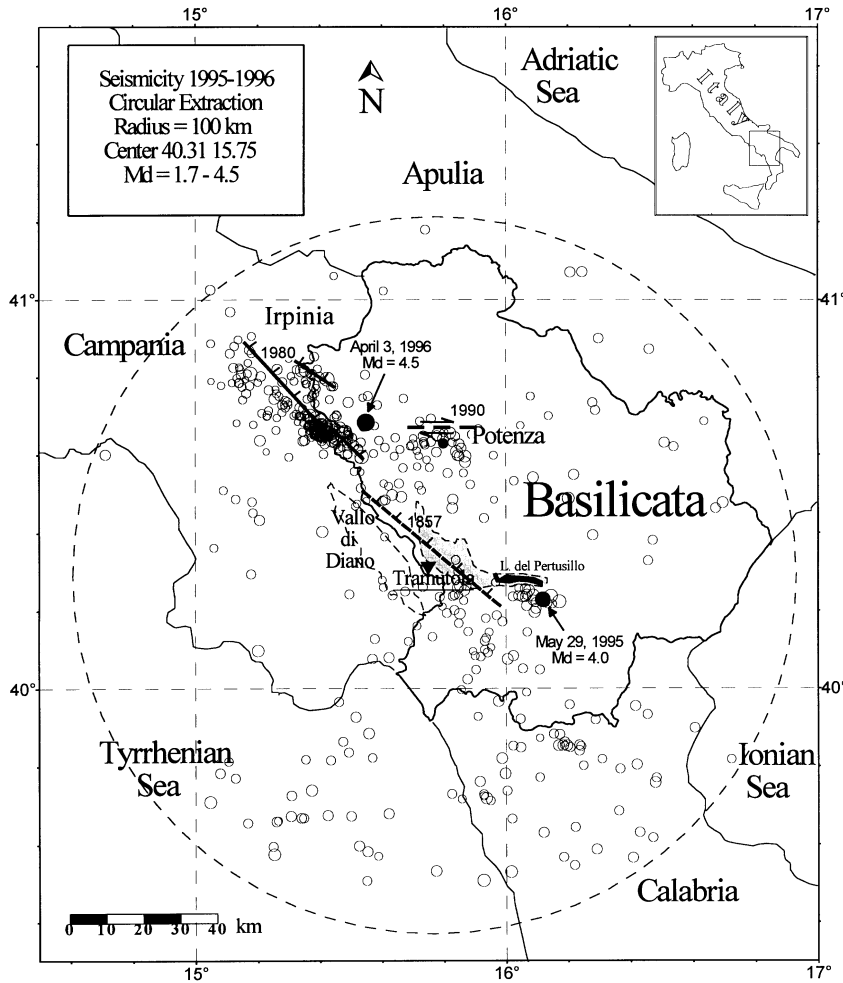 15°
16°
17°
Seismicity 1995-1996
Circular Extraction
Radius = 100 km
Center 40.31 15.75
Md = 1.7 - 4.5
N
Adriatic
Sea
Italy
Apulia
41°
41°
Irpinia
Campania
1980
April 3, 1996
Md = 4.5
1990
Potenza
Basilicata
1857
Vallo
di
Diano
L. del Pertusillo
Tramutola
May 29, 1995
Md = 4.0
40°
40°
Tyrrhenian
Sea
Ionian
Sea
Calabria
0 10 20 30 40 km
15°
16°
17°